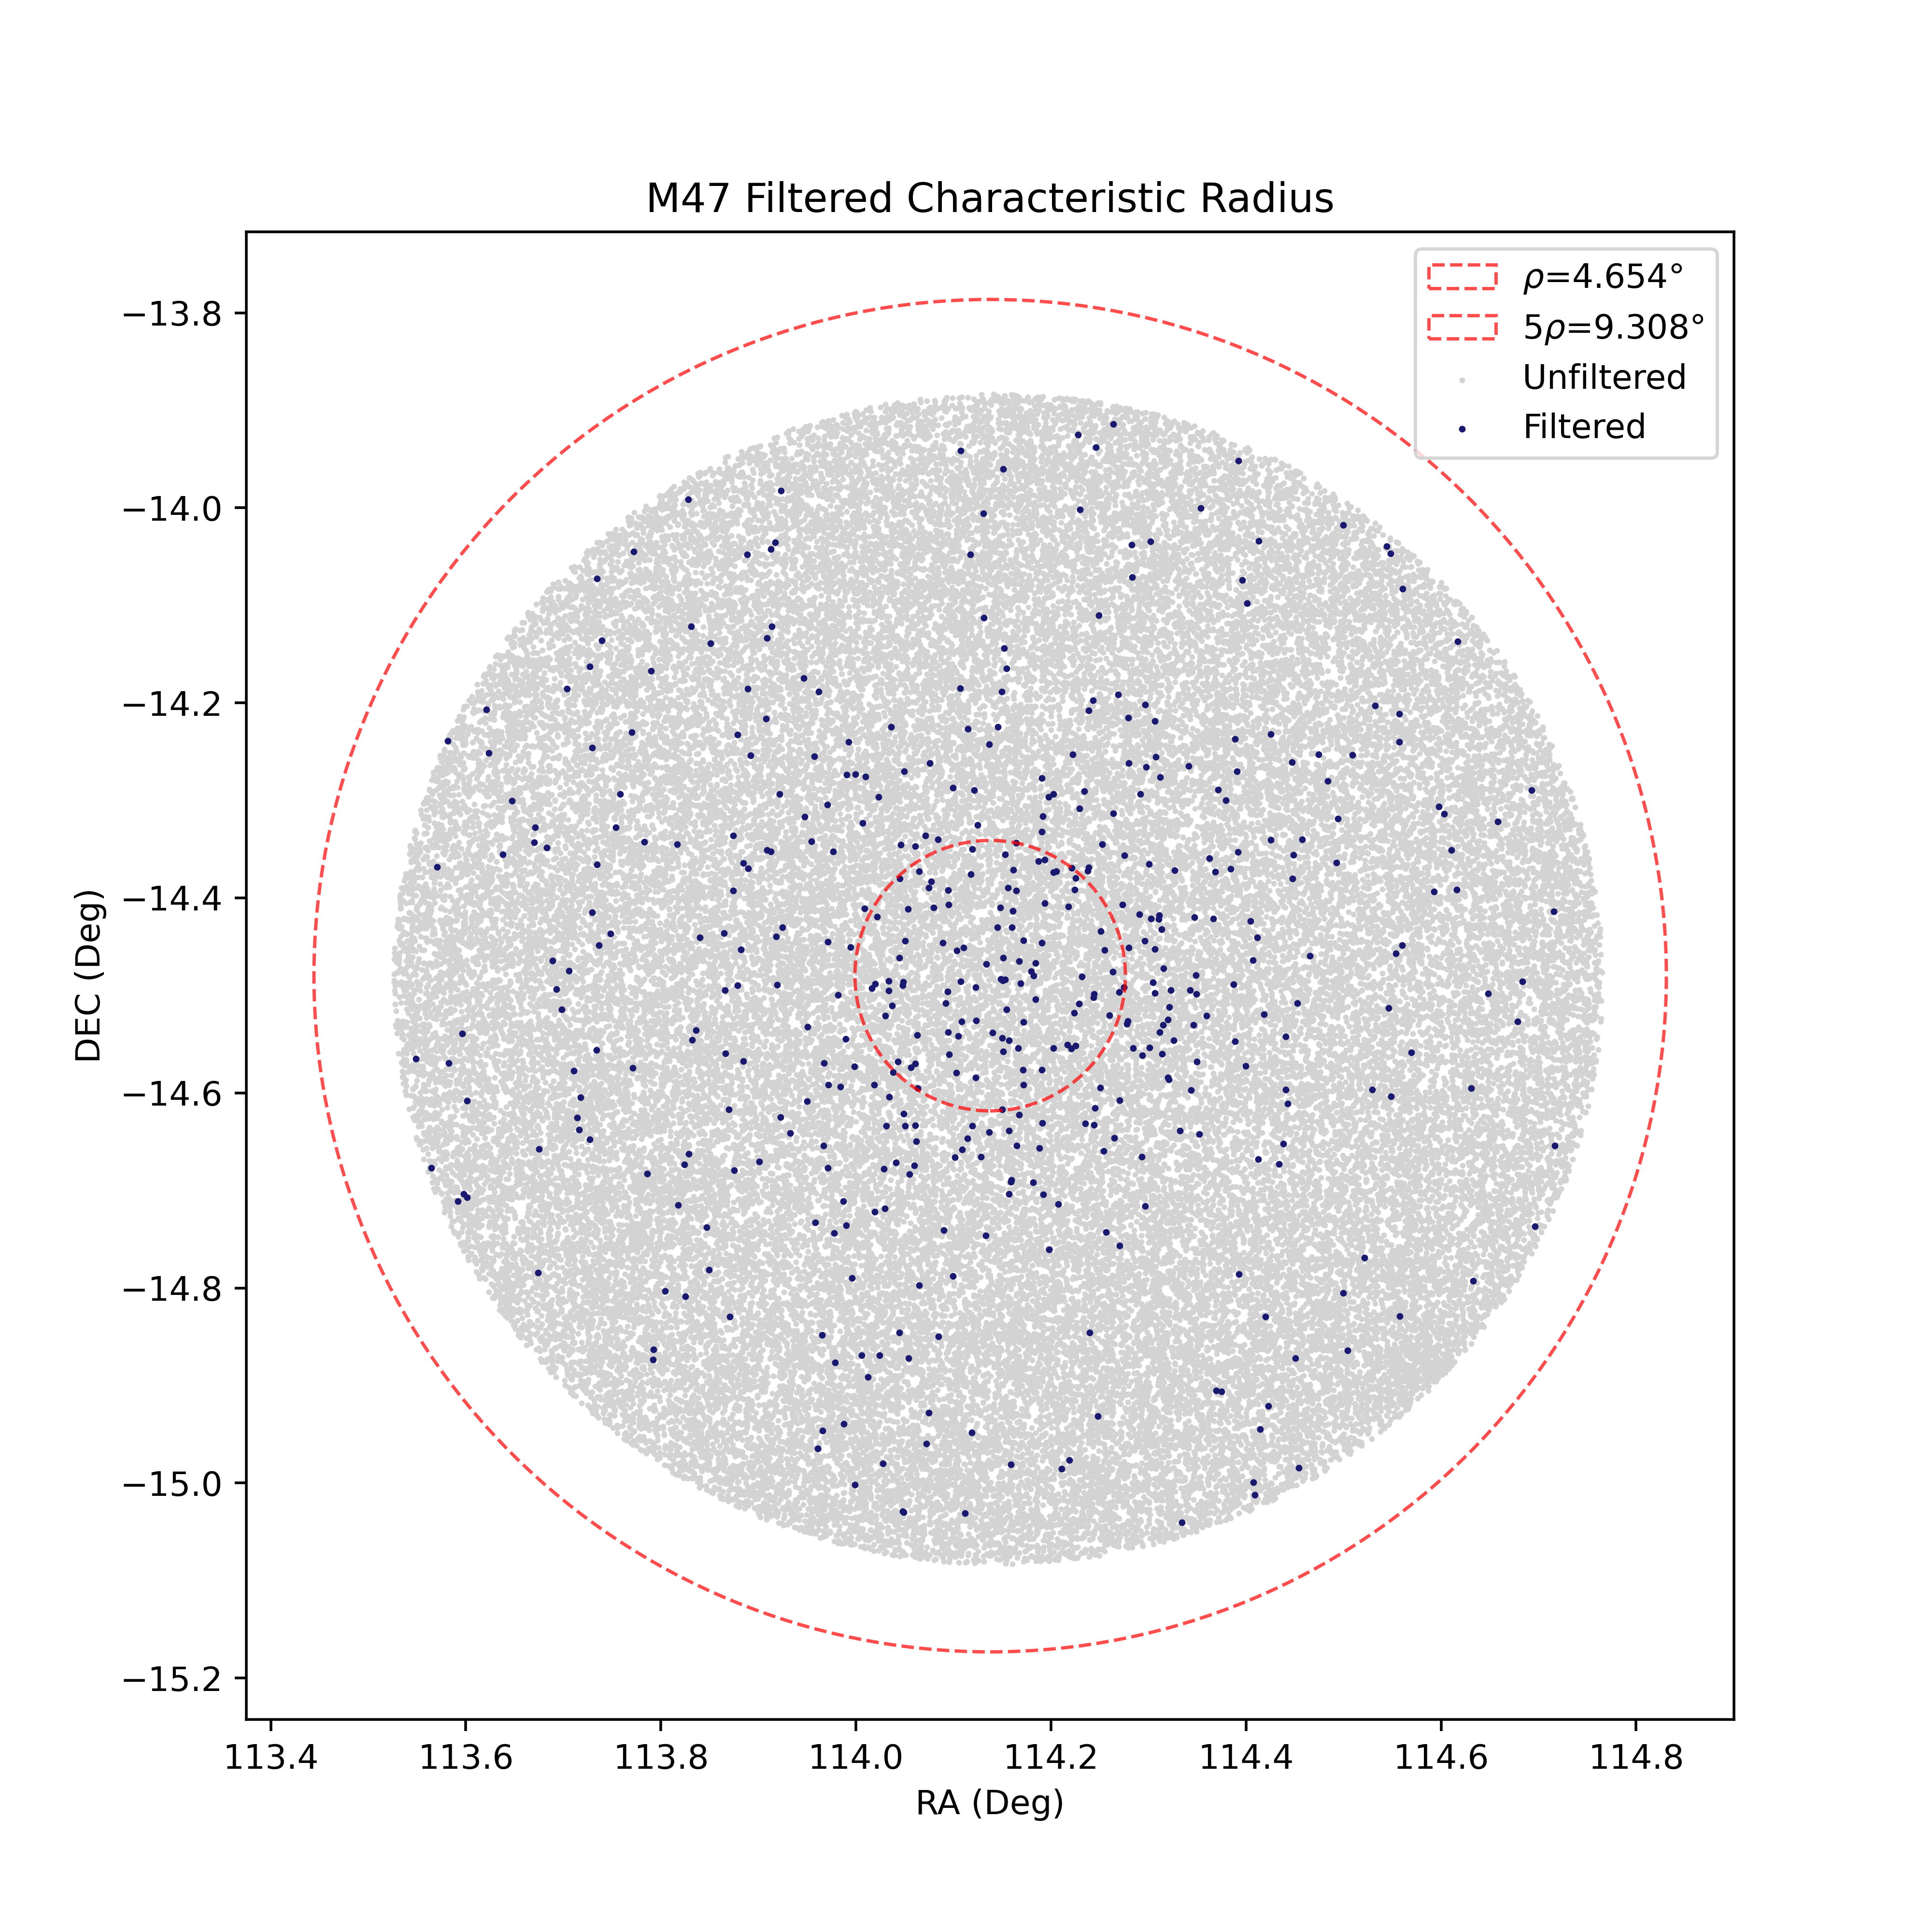 M47 Filtered Characteristic Radius
ρ=4.654°
5ρ=9.308°
Unfiltered
Filtered
DEC (Deg)
−13.8
−14.0
−14.2
−14.4
−14.6
−14.8
−15.0
−15.2
113.4 113.6 113.8 114.0 114.2 114.4 114.6 114.8
RA (Deg)